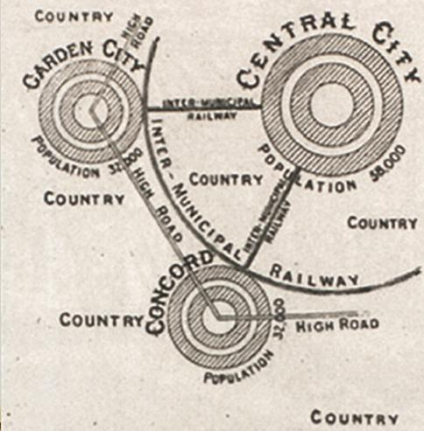 COUNTRY
HIGH ROAD
GARDEN CITY
POPULATION 32,000
CENTRAL CITY
POPULATION 58,000
INTER-MUNICIPAL
RAILWAY
INTER-MUNICIPAL RAILWAY
COUNTRY
INTER-MUNICIPAL
RAILWAY
COUNTRY
HIGH ROAD
COUNTRY
CONCORD
POPULATION 32,000
COUNTRY
HIGH ROAD
COUNTRY